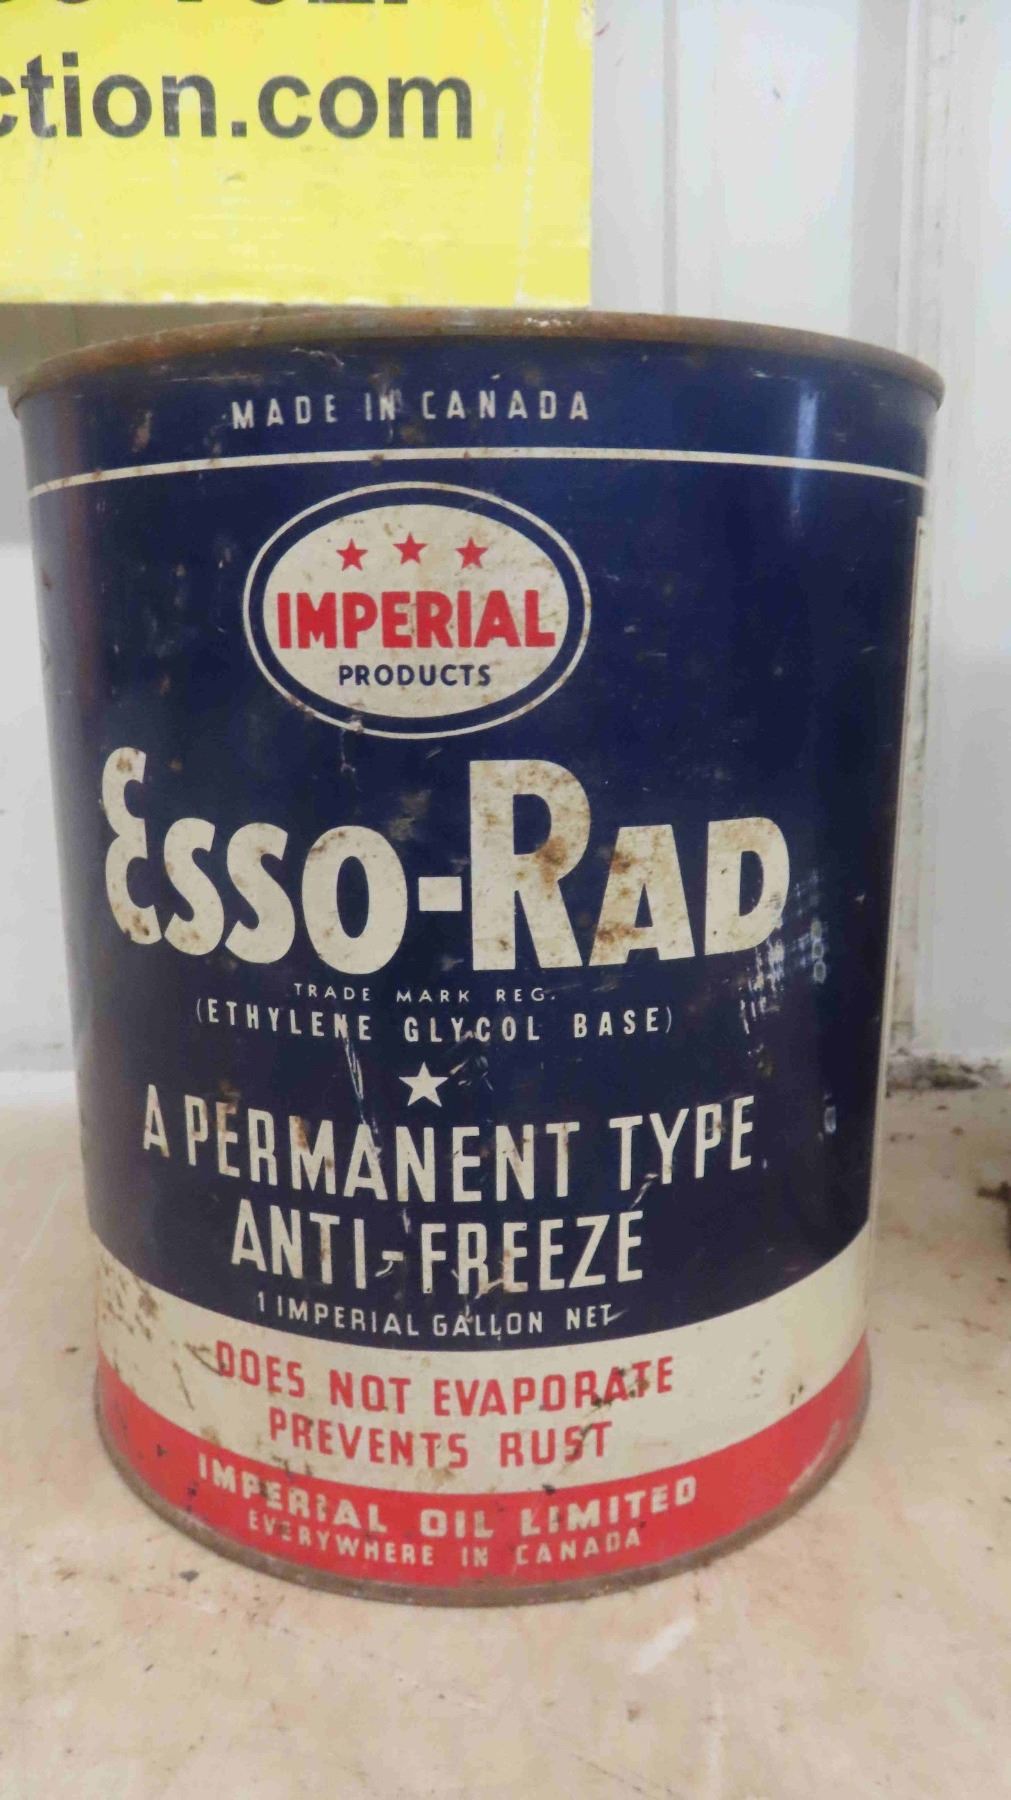 ction.com
MADE IN CANADA
IMPERIAL
PRODUCTS
ESSO-RAD
TRADE MARK REG.
(ETHYLENE GLYCOL BASE)
A PERMANENT TYPE
ANTI-FREEZE
1 IMPERIAL GALLON NET
DOES NOT EVAPORATE
PREVENTS RUST
IMPERIAL OIL LIMITED
EVERYWHERE IN CANADA